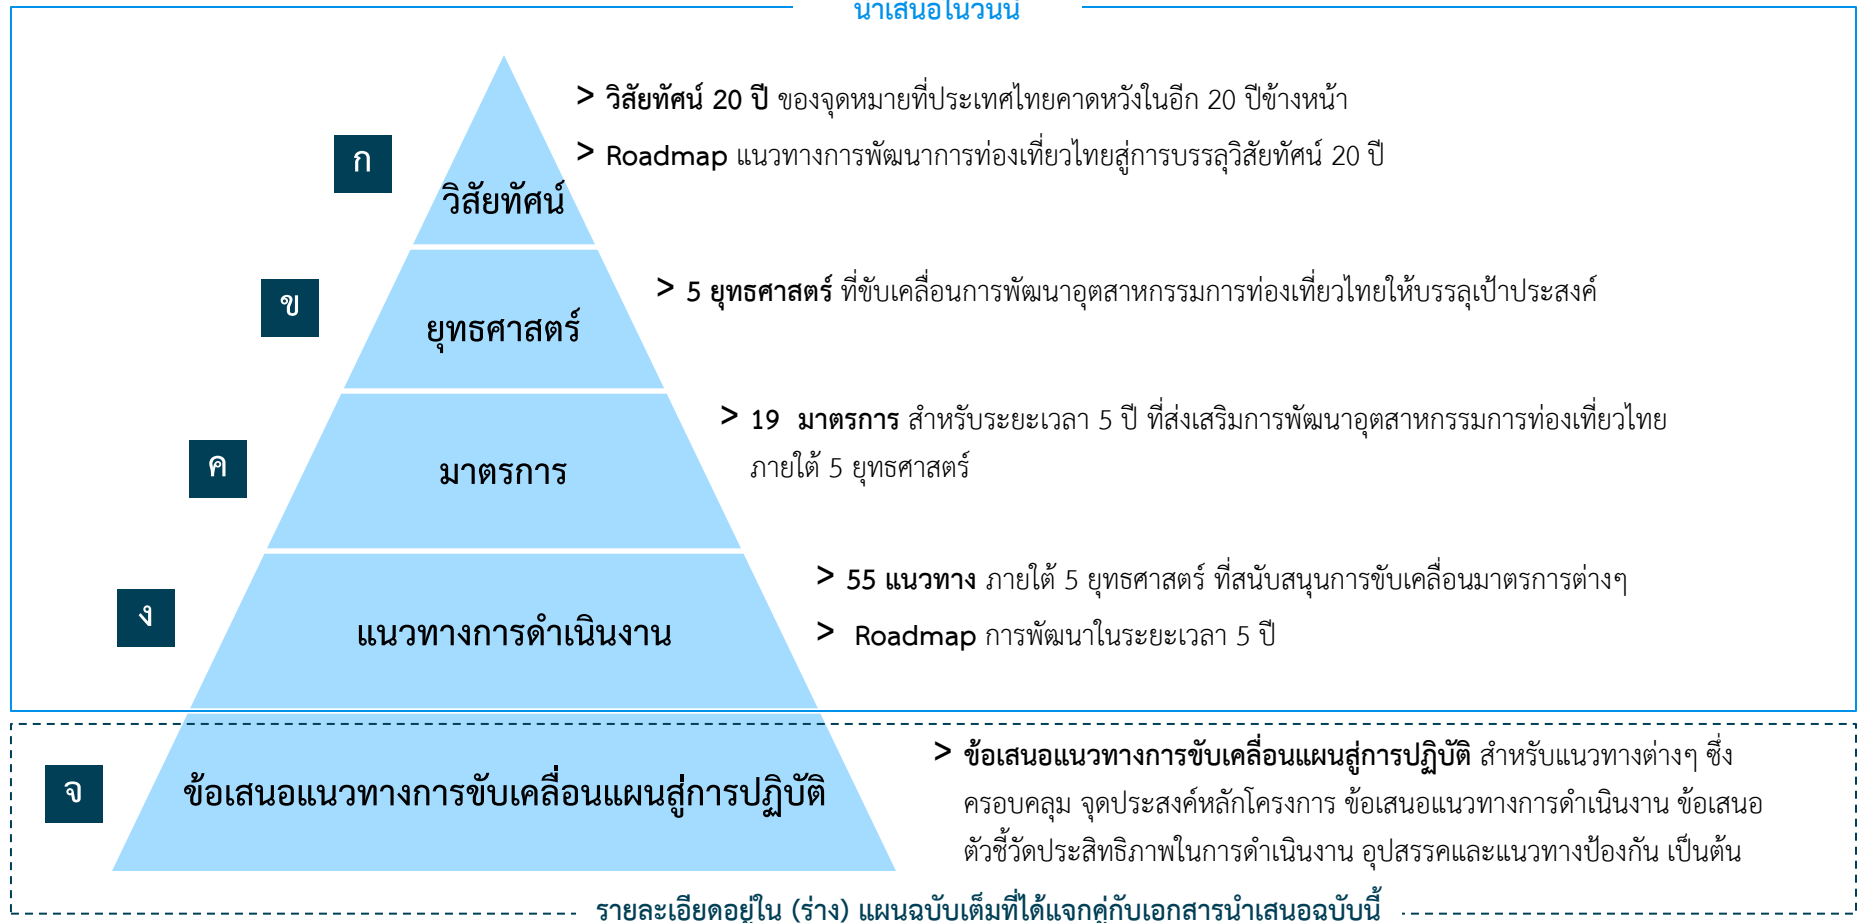 นำเสนอในวันนี้
> วิสัยทัศน์ 20 ปี ของจุดหมายที่ประเทศไทยคาดหวังในอีก 20 ปีข้างหน้า
> Roadmap แนวทางการพัฒนาการท่องเที่ยวไทยสู่การบรรลุวิสัยทัศน์ 20 ปี
ก
วิสัยทัศน์
> 5 ยุทธศาสตร์ ที่ขับเคลื่อนการพัฒนาอุตสาหกรรมการท่องเที่ยวไทยให้บรรลุเป้าประสงค์
ข
ยุทธศาสตร์
> 19 มาตรการ สำหรับระยะเวลา 5 ปี ที่ส่งเสริมการพัฒนาอุตสาหกรรมการท่องเที่ยวไทย
ภายใต้ 5 ยุทธศาสตร์
ค
มาตรการ
> 55 แนวทาง ภายใต้ 5 ยุทธศาสตร์ ที่สนับสนุนการขับเคลื่อนมาตรการต่างๆ
> Roadmap การพัฒนาในระยะเวลา 5 ปี
ง
แนวทางการดำเนินงาน
> ข้อเสนอแนวทางการขับเคลื่อนแผนสู่การปฏิบัติ สำหรับแนวทางต่างๆ ซึ่ง
ครอบคลุม จุดประสงค์หลักโครงการ ข้อเสนอแนวทางการดำเนินงาน ข้อเสนอ
ตัวชี้วัดประสิทธิภาพในการดำเนินงาน อุปสรรคและแนวทางป้องกัน เป็นต้น
จ
ข้อเสนอแนวทางการขับเคลื่อนแผนสู่การปฏิบัติ
รายละเอียดอยู่ใน (ร่าง) แผนฉบับเต็มที่ได้แจกคู่กับเอกสารนำเสนอฉบับนี้